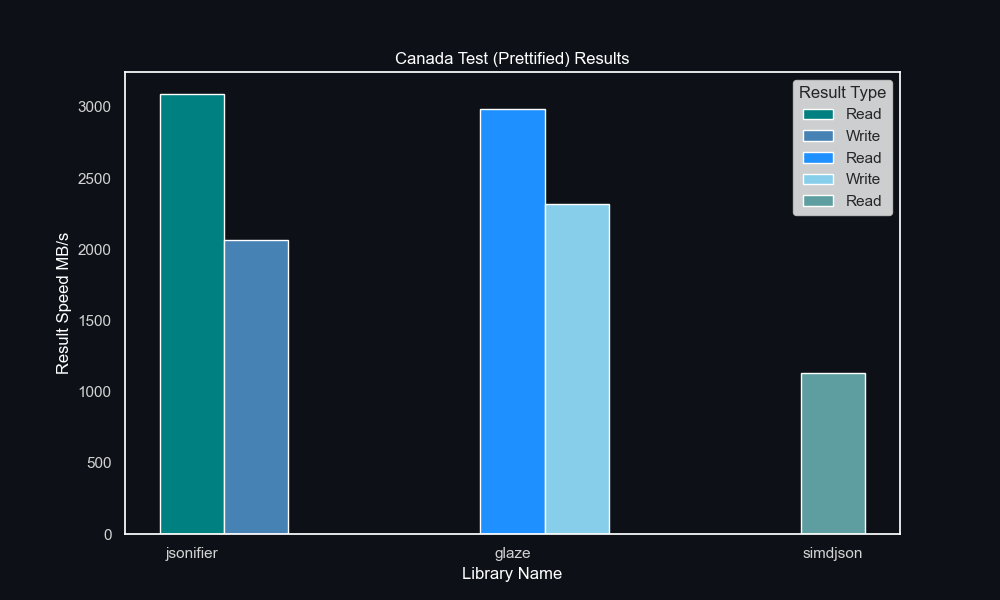 Canada Test (Prettified) Results
Result Type
Read
Write
Read
Write
Read
Result Speed MB/s
3000
2500
2000
1500
1000
500
0
jsonifier
glaze
simdjson
Library Name